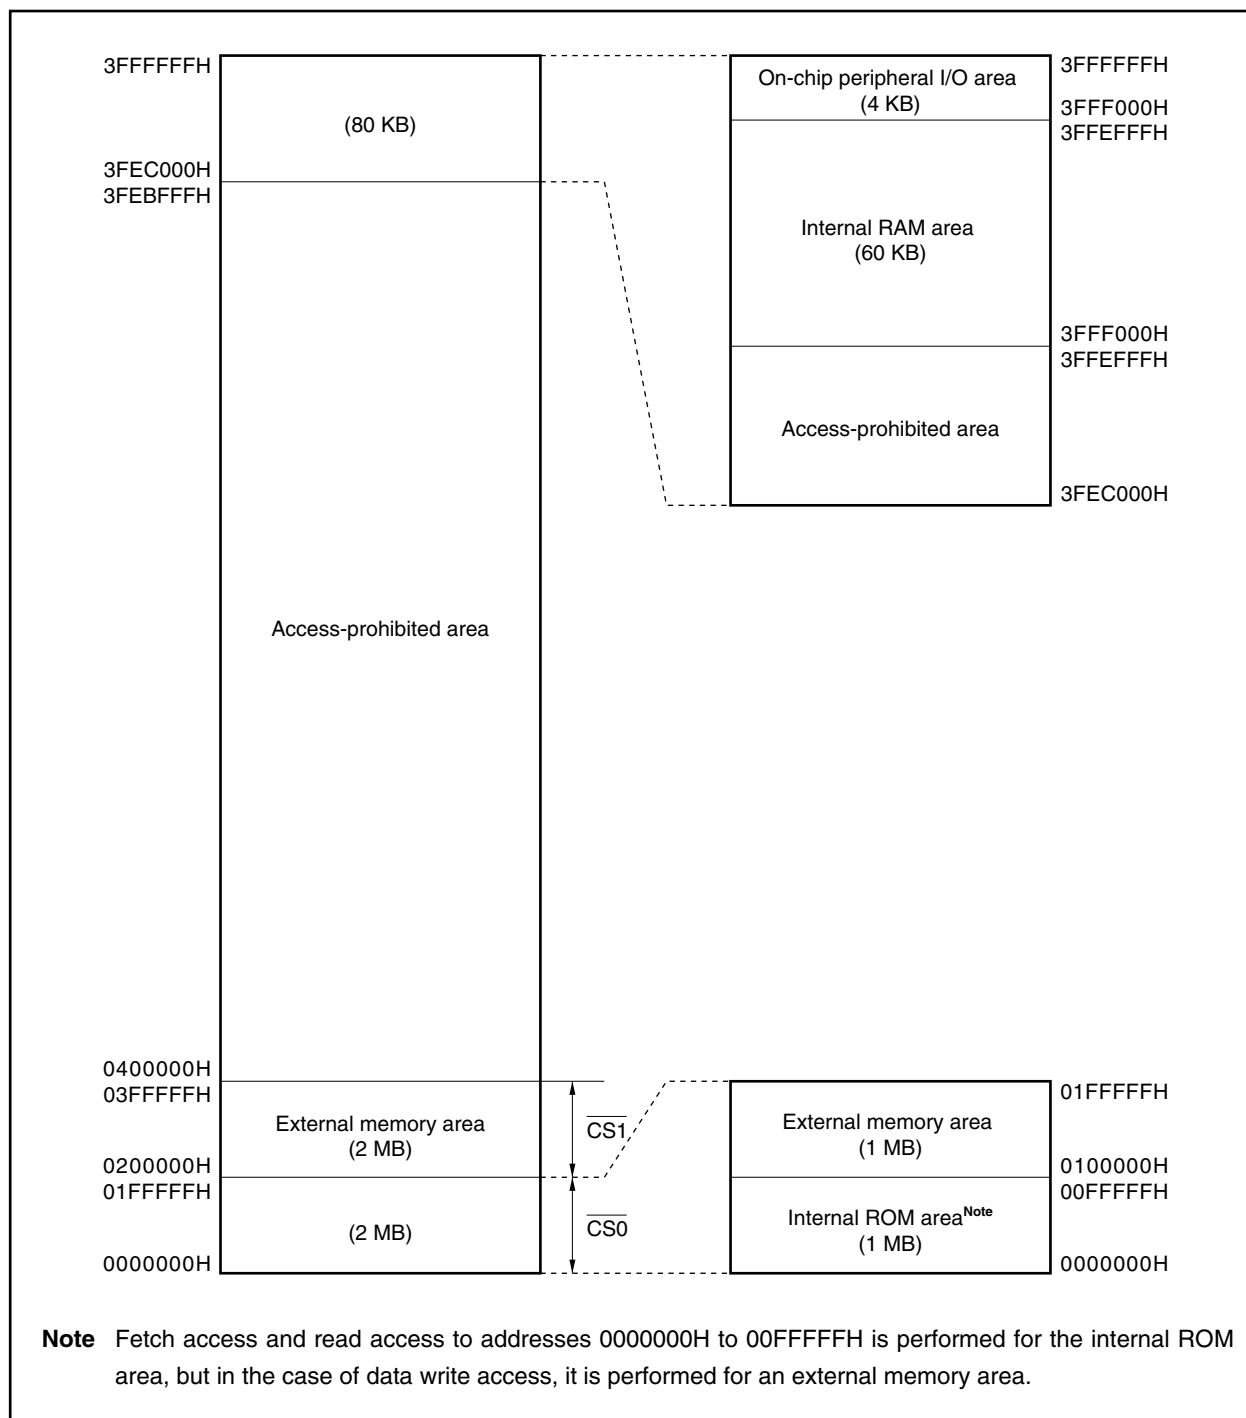 3FFFFFFH
(80 KB)
3FEC000H
3FEBFFFH
Access-prohibited area
0400000H
03FFFFFH
External memory area
(2 MB)
0200000H
01FFFFFH
(2 MB)
0000000H
CS1
CS0
On-chip peripheral I/O area
(4 KB)
3FFFFFFH
3FFF000H
3FFEFFFH
Internal RAM area
(60 KB)
3FFF000H
3FFEFFFH
Access-prohibited area
3FEC000H
01FFFFFH
External memory area
(1 MB)
0100000H
00FFFFFH
Internal ROM areaNote
(1 MB)
0000000H
Note Fetch access and read access to addresses 0000000H to 00FFFFFH is performed for the internal ROM
area, but in the case of data write access, it is performed for an external memory area.